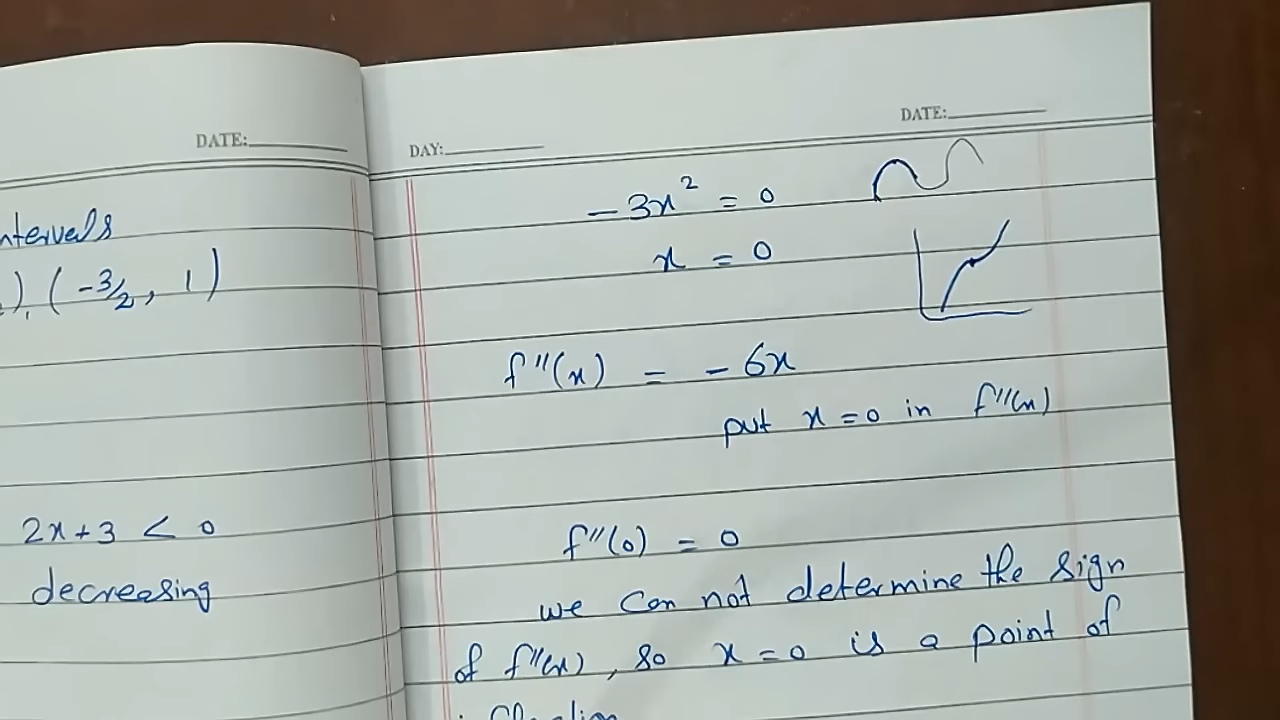 DATE:
ntervals
), (-3/2, 1)
2x+3 < 0
decreasing
DAY: DATE:
-3x² = 0
x = 0
f''(x) = -6x
put x=0 in f''(x)
f''(0) = 0
we can not determine the sign
of f''(x), so x=0 is a point of